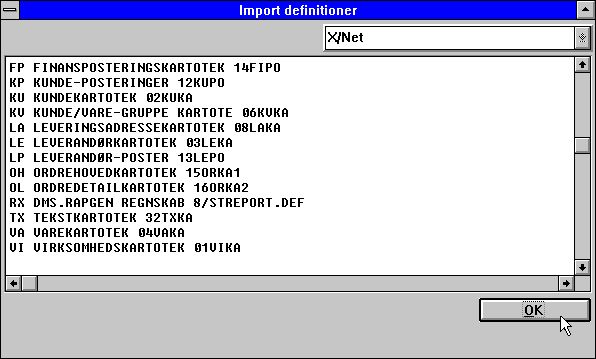 Import definitioner
X/Net
FP FINANSPOSTERINGSKARTOTEK 14FIPO
KP KUNDE-POSTERINGER 12KUPO
KU KUNDEKARTOTEK 02KUKA
KV KUNDE/VARE-GRUPPE KARTOTE 06KVKA
LA LEVERINGSADRESSEKARTOTEK 08LAKA
LE LEVERANDØRKARTOTEK 03LEKA
LP LEVERANDØR-POSTER 13LEPO
OH ORDREHOVEDKARTOTEK 15ORKA1
OL ORDREDETAILKARTOTEK 16ORKA2
RX DMS.RAPGEN REGNSKAB 8/STREPORT.DEF
TX TEKSTKARTOTEK 32TXKA
VA VAREKARTOTEK 04VAKA
VI VIRKSOMHEDSKARTOTEK 01VIKA
OK